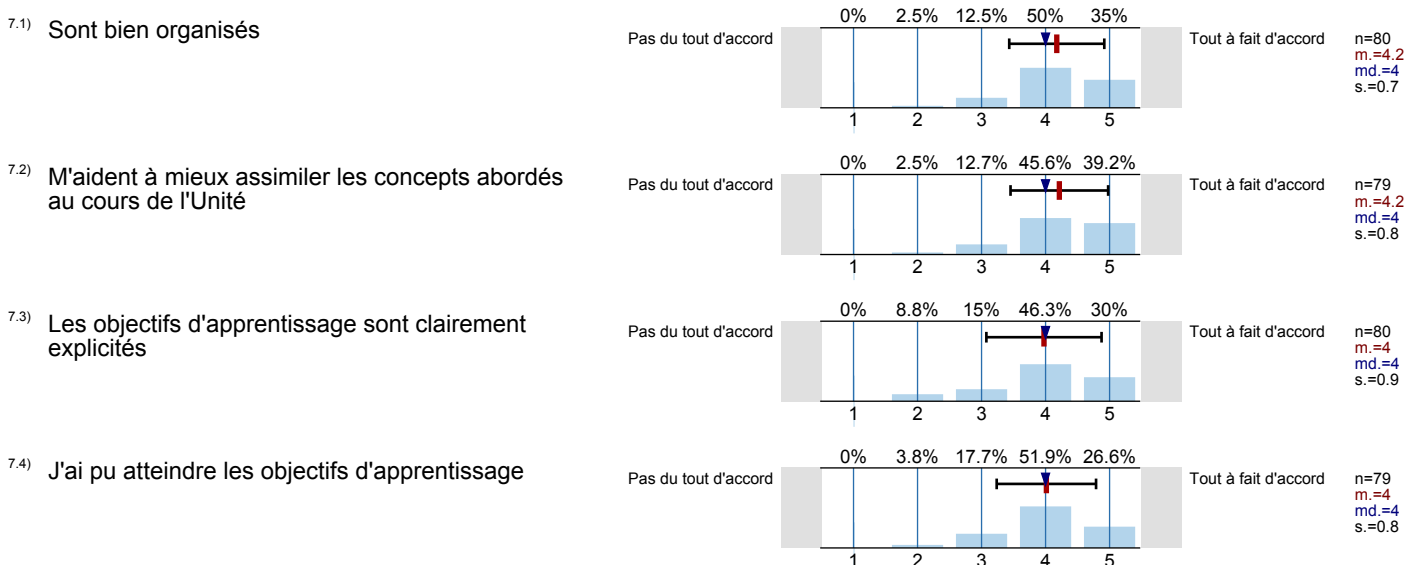 0% 2.5% 12.5% 50% 35%
7.1) Sont bien organisés
Pas du tout d'accord
Tout à fait d'accord
n=80
m.=4.2
md.=4
s.=0.7
1 2 3 4 5
0% 2.5% 12.7% 45.6% 39.2%
7.2) M'aident à mieux assimiler les concepts abordés
au cours de l'Unité
Pas du tout d'accord
Tout à fait d'accord
n=79
m.=4.2
md.=4
s.=0.8
1 2 3 4 5
0% 8.8% 15% 46.3% 30%
7.3) Les objectifs d'apprentissage sont clairement
explicités
Pas du tout d'accord
Tout à fait d'accord
n=80
m.=4
md.=4
s.=0.9
1 2 3 4 5
0% 3.8% 17.7% 51.9% 26.6%
7.4) J'ai pu atteindre les objectifs d'apprentissage
Pas du tout d'accord
Tout à fait d'accord
n=79
m.=4
md.=4
s.=0.8
1 2 3 4 5